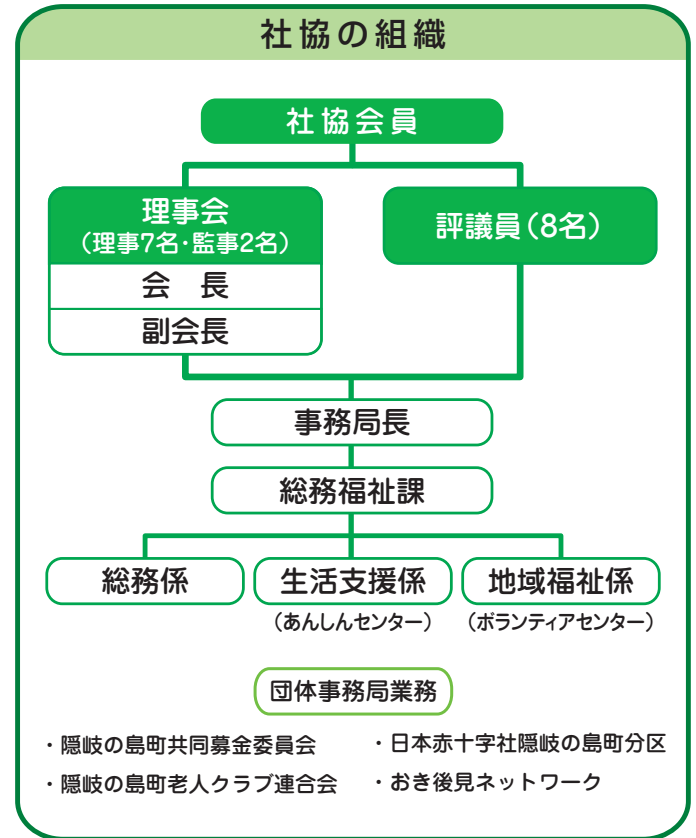 社協の組織
社協会員
理事会
（理事7名・監事2名）
会　長
副会長
評議員（8名）
事務局長
総務福祉課
総務係
生活支援係
（あんしんセンター）
地域福祉係
（ボランティアセンター）
団体事務局業務
・隠岐の島町共同募金委員会
・日本赤十字社隠岐の島町分区
・隠岐の島町老人クラブ連合会
・おき後見ネットワーク